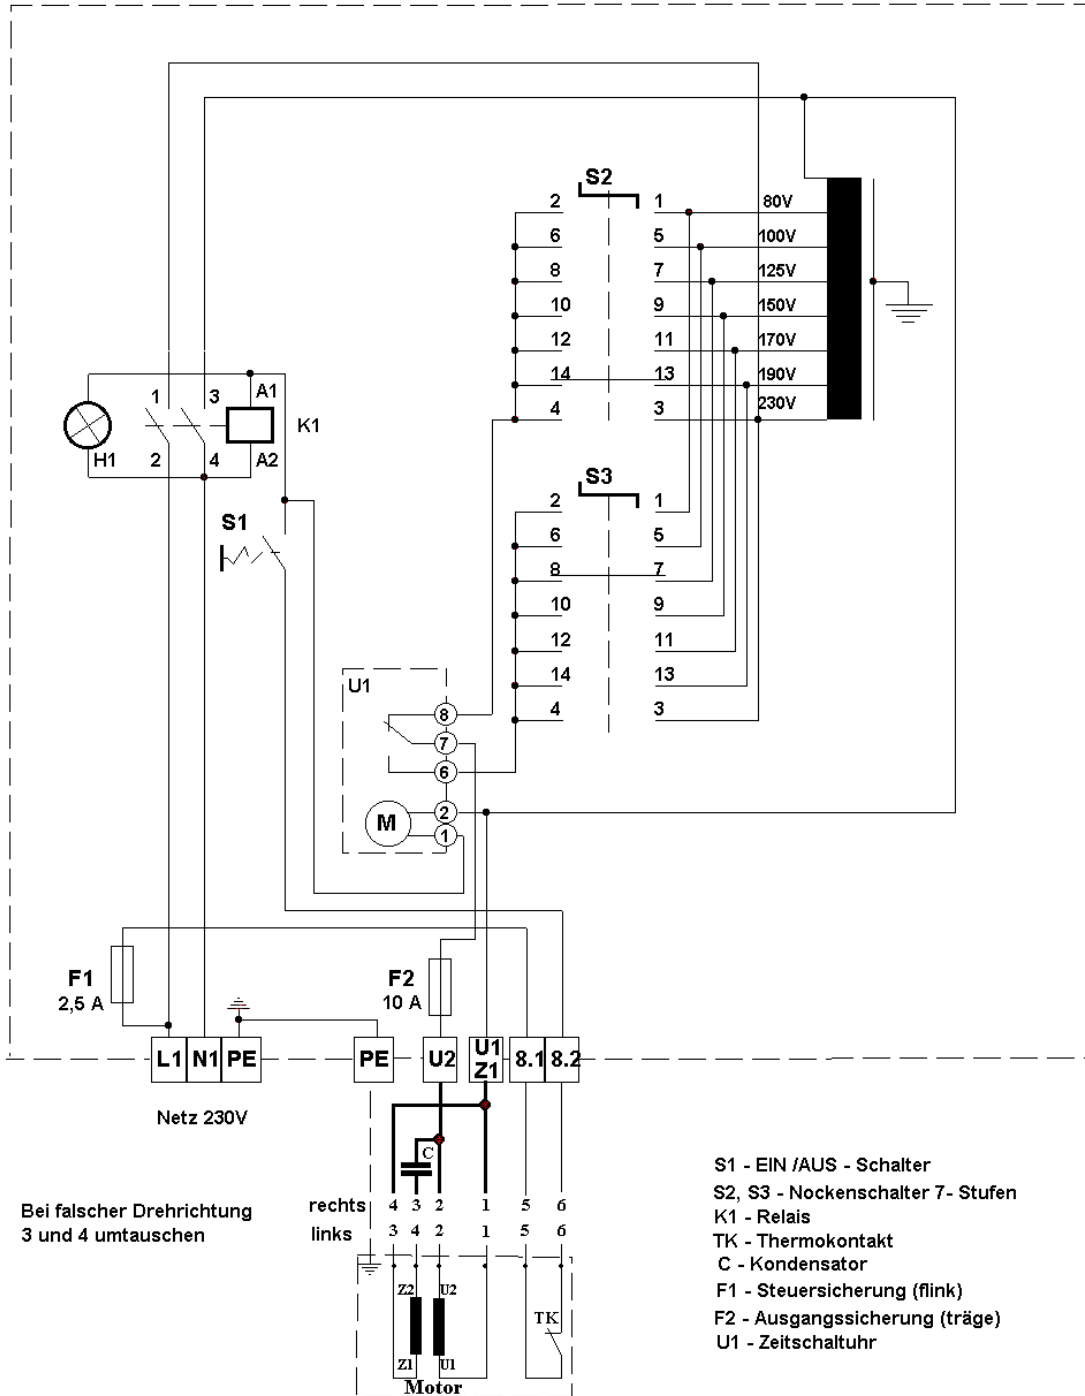 S2
2 1 80V
6 5 100V
8 7 125V
10 9 150V
12 11 170V
14 13 190V
4 3 230V
1 3 A1
K1
H1 2 4 A2
S3
2 1
6 5
8 7
10 9
12 11
14 13
4 3
S1
U1
8
7
6
2
M
1
F1
2,5 A
F2
10 A
L1 N1 PE PE U2 U1 Z1 8.1 8.2
Netz 230V
C
rechts 4 3 2 1 5 6
links 3 4 2 1 5 6
Bei falscher Drehrichtung
3 und 4 umtauschen
Z2 U2
TK
Z1 U1
Motor
S1 - EIN /AUS - Schalter
S2, S3 - Nockenschalter 7- Stufen
K1 - Relais
TK - Thermokontakt
C - Kondensator
F1 - Steuersicherung (flink)
F2 - Ausgangssicherung (träge)
U1 - Zeitschaltuhr